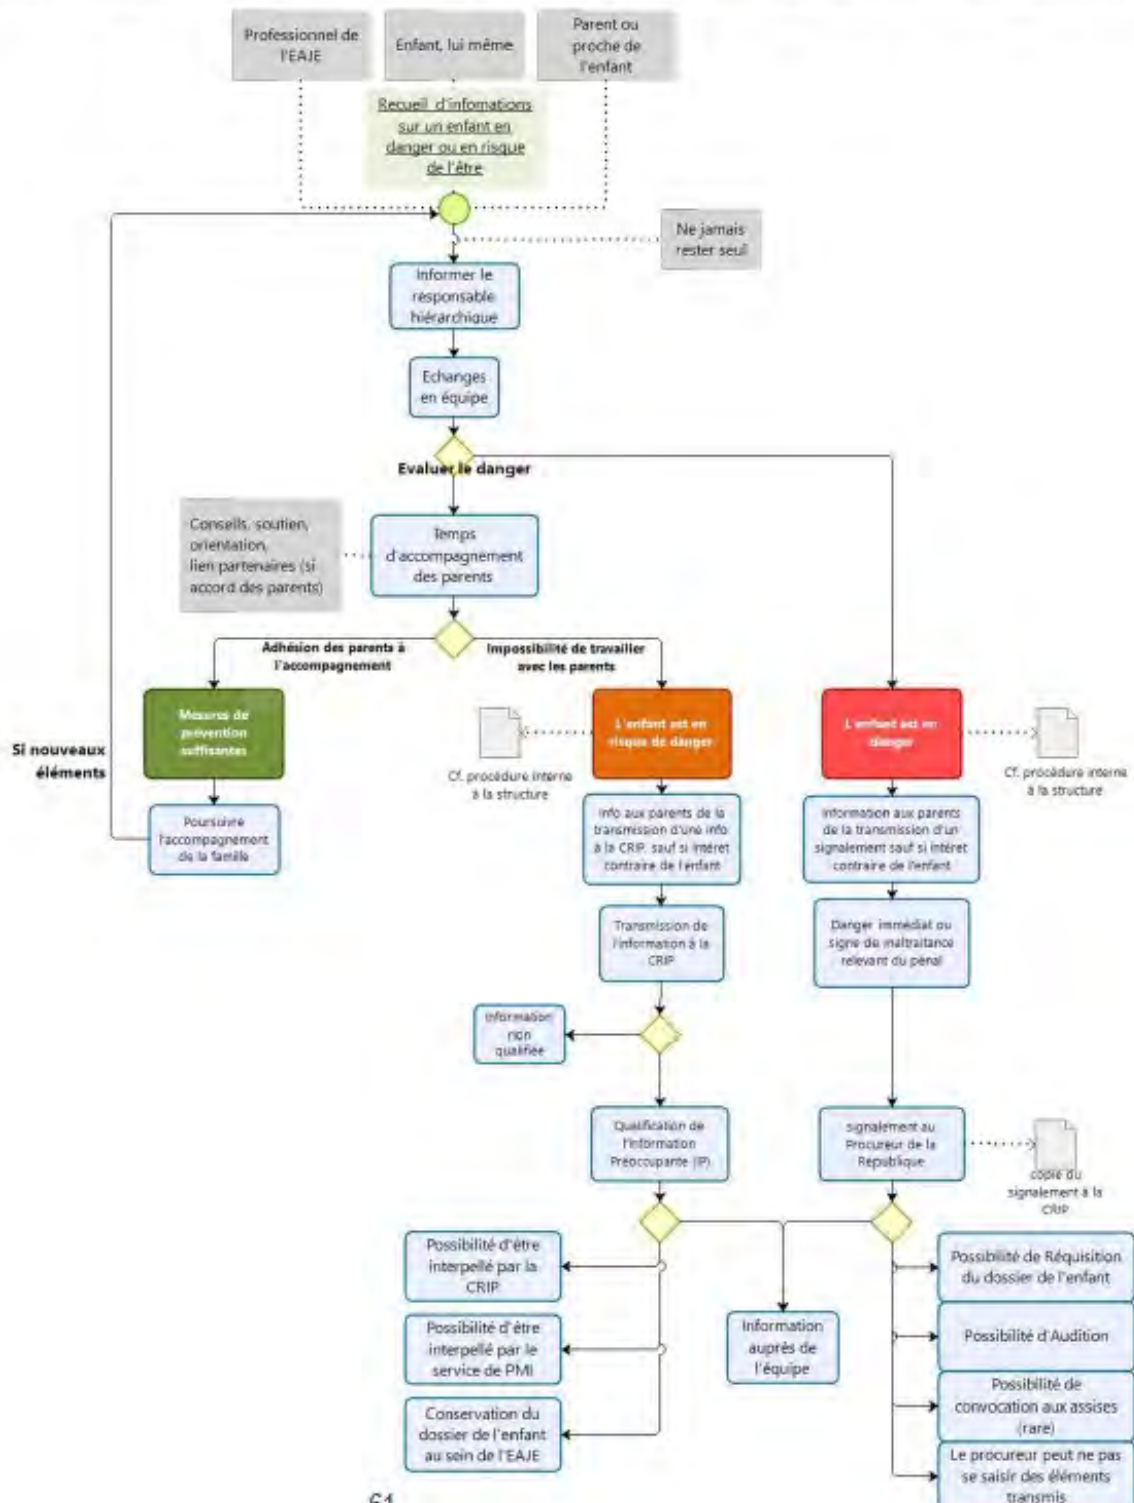 Professionnel de
l'EAJE
Enfant, lui même
Parent ou
proche de
l'enfant
Recueil d'infomations
sur un enfant en
danger ou en risque
de l'être
Ne jamais
rester seul
Informer le
responsable
hiérarchique
Echanges
en équipe
Evaluer le danger
Conseils, soutien,
orientation,
lien partenaires (si
accord des parents)
Temps
d'accompagnement
des parents
Adhésion des parents à
l'accompagnement
Impossibilité de travailler
avec les parents
Mesures de
prévention
suffisantes
L'enfant est en
risque de danger
L'enfant est en
danger
Si nouveaux
éléments
Cf. procédure interne
à la structure
Cf. procédure interne
à la structure
Poursuivre
l'accompagnement
de la famille
Info aux parents de la
transmission d'une info
à la CRIP, sauf si intéret
contraire de l'enfant
Information aux parents
de la transmission d'un
signalement sauf si intéret
contraire de l'enfant
Transmission de
l'information à la
CRIP
Danger immédiat ou
signe de maltraitance
relevant du pénal
Information
non
qualifiée
Qualification de
l'Information
Préoccupante (IP)
signalement au
Procureur de la
République
copie du
signalement à la
CRIP
Possibilité d'être
interpellé par la
CRIP
Possibilité de Réquisition
du dossier de l'enfant
Information
auprès de
l'équipe
Possibilité d'être
interpellé par le
service de PMI
Possibilité d'Audition
Possibilité de
convocation aux assises
(rare)
Conservation du
dossier de l'enfant
au sein de l'EAJE
Le procureur peut ne pas
se saisir des éléments
transmis
61